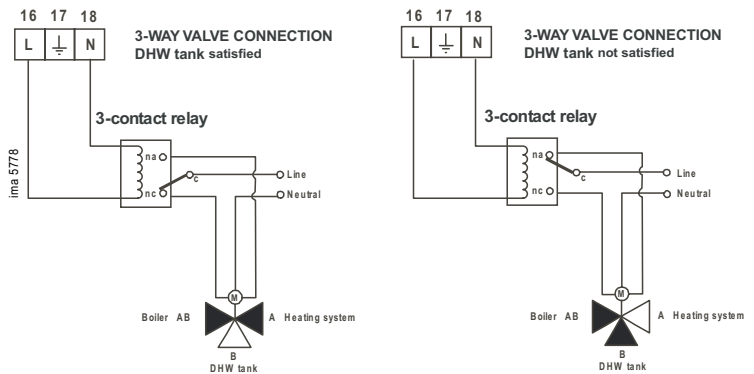 16 17 18
L N
3-WAY VALVE CONNECTION
DHW tank satisfied
3-contact relay
na
c
nc
Line
Neutral
ima 5778
M
Boiler AB
A Heating system
B
DHW tank
16 17 18
L N
3-WAY VALVE CONNECTION
DHW tank not satisfied
3-contact relay
na
c
nc
Line
Neutral
M
Boiler AB
A Heating system
B
DHW tank